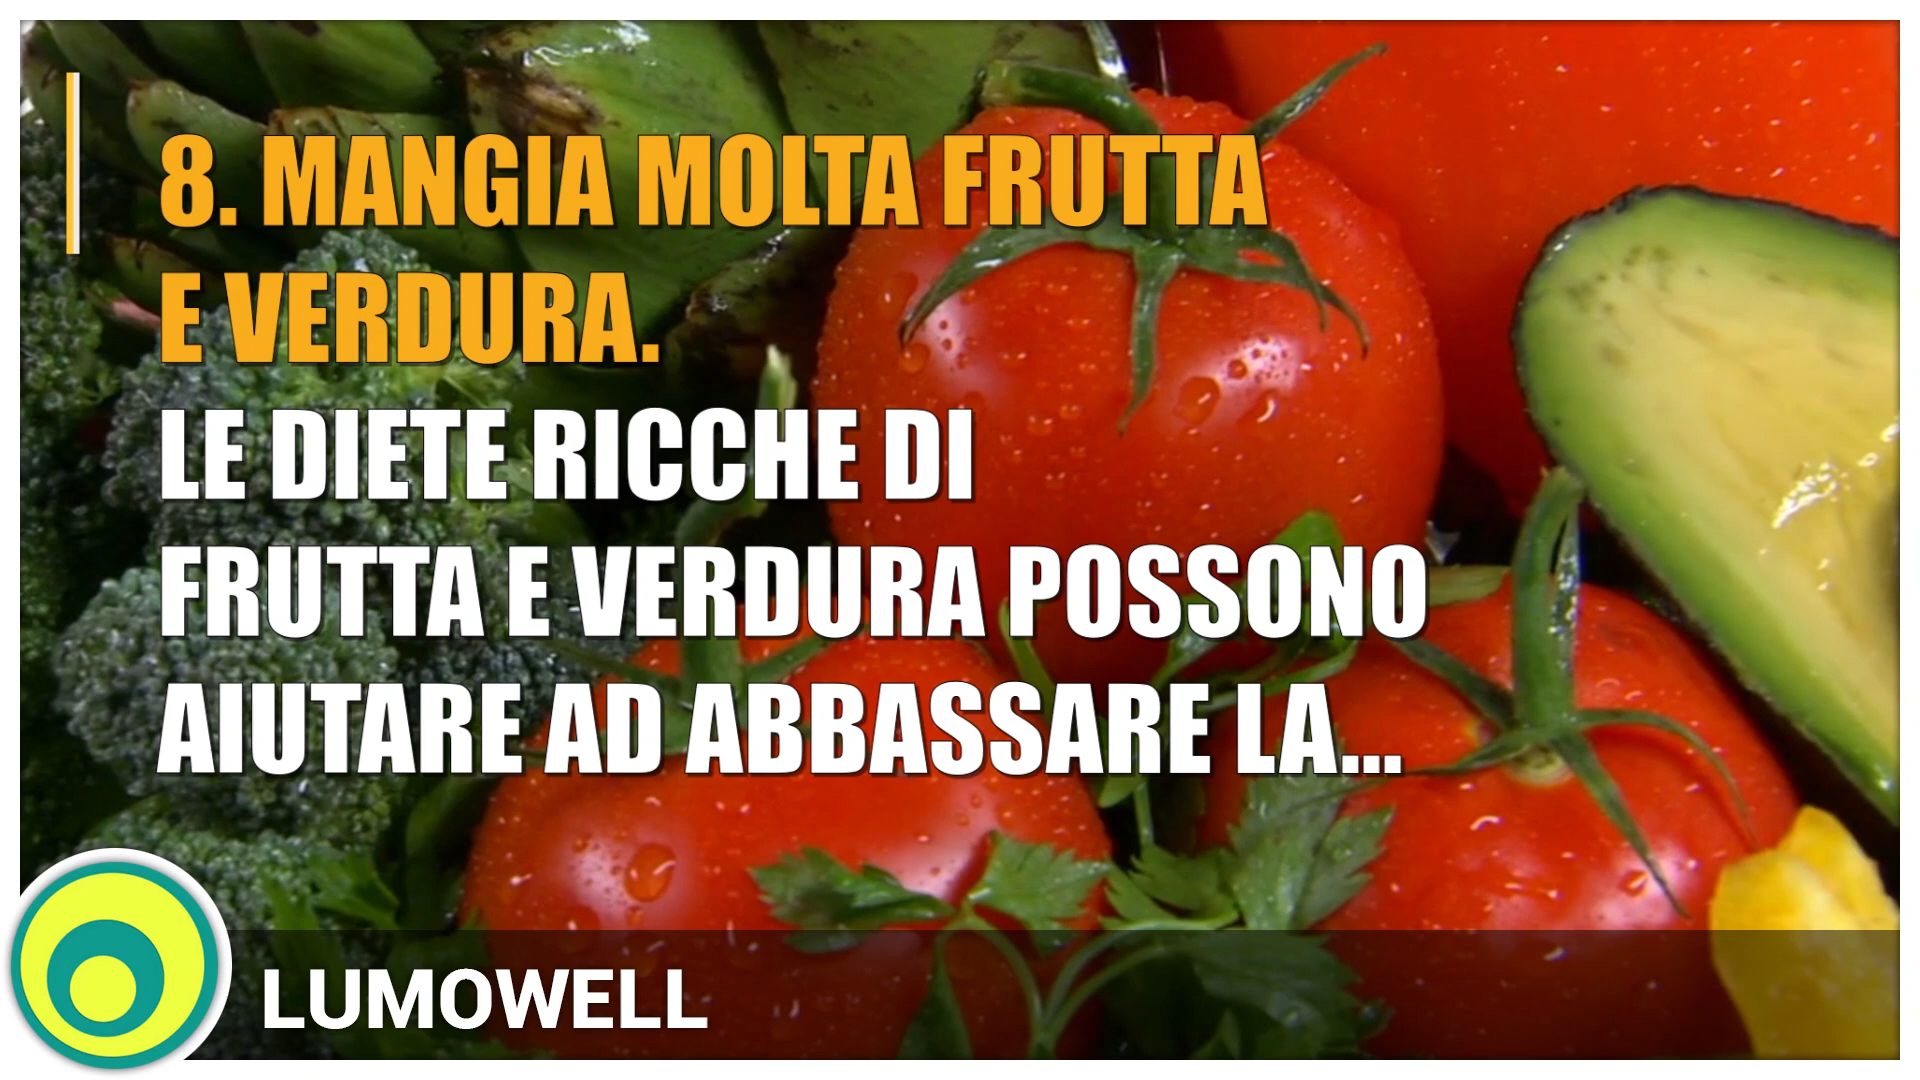 8. MANGIA MOLTA FRUTTA
E VERDURA.
LE DIETE RICCHE DI
FRUTTA E VERDURA POSSONO
AIUTARE AD ABBASSARE LA...
LUMOWELL